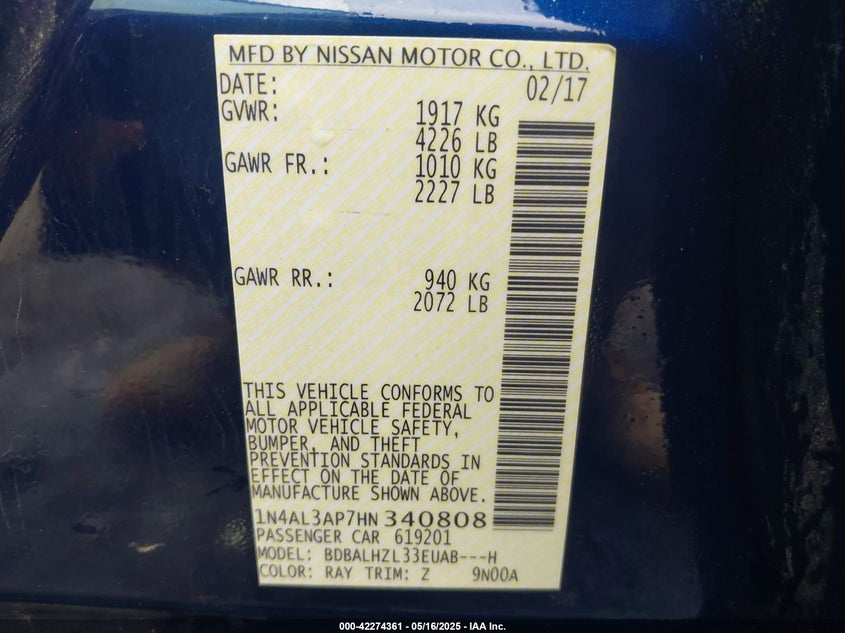 MFD BY NISSAN MOTOR CO., LTD.
DATE: 02/17
GVWR: 1917 KG
4226 LB
GAWR FR.: 1010 KG
2227 LB
GAWR RR.: 940 KG
2072 LB
THIS VEHICLE CONFORMS TO
ALL APPLICABLE FEDERAL
MOTOR VEHICLE SAFETY,
BUMPER, AND THEFT
PREVENTION STANDARDS IN
EFFECT ON THE DATE OF
MANUFACTURE SHOWN ABOVE.
1N4AL3AP7HN340808
PASSENGER CAR 619201
MODEL: BDBALHZL33EUAB---H
COLOR: RAY TRIM: Z 9N00A
000-42274361 - 05/16/2025 - IAA Inc.